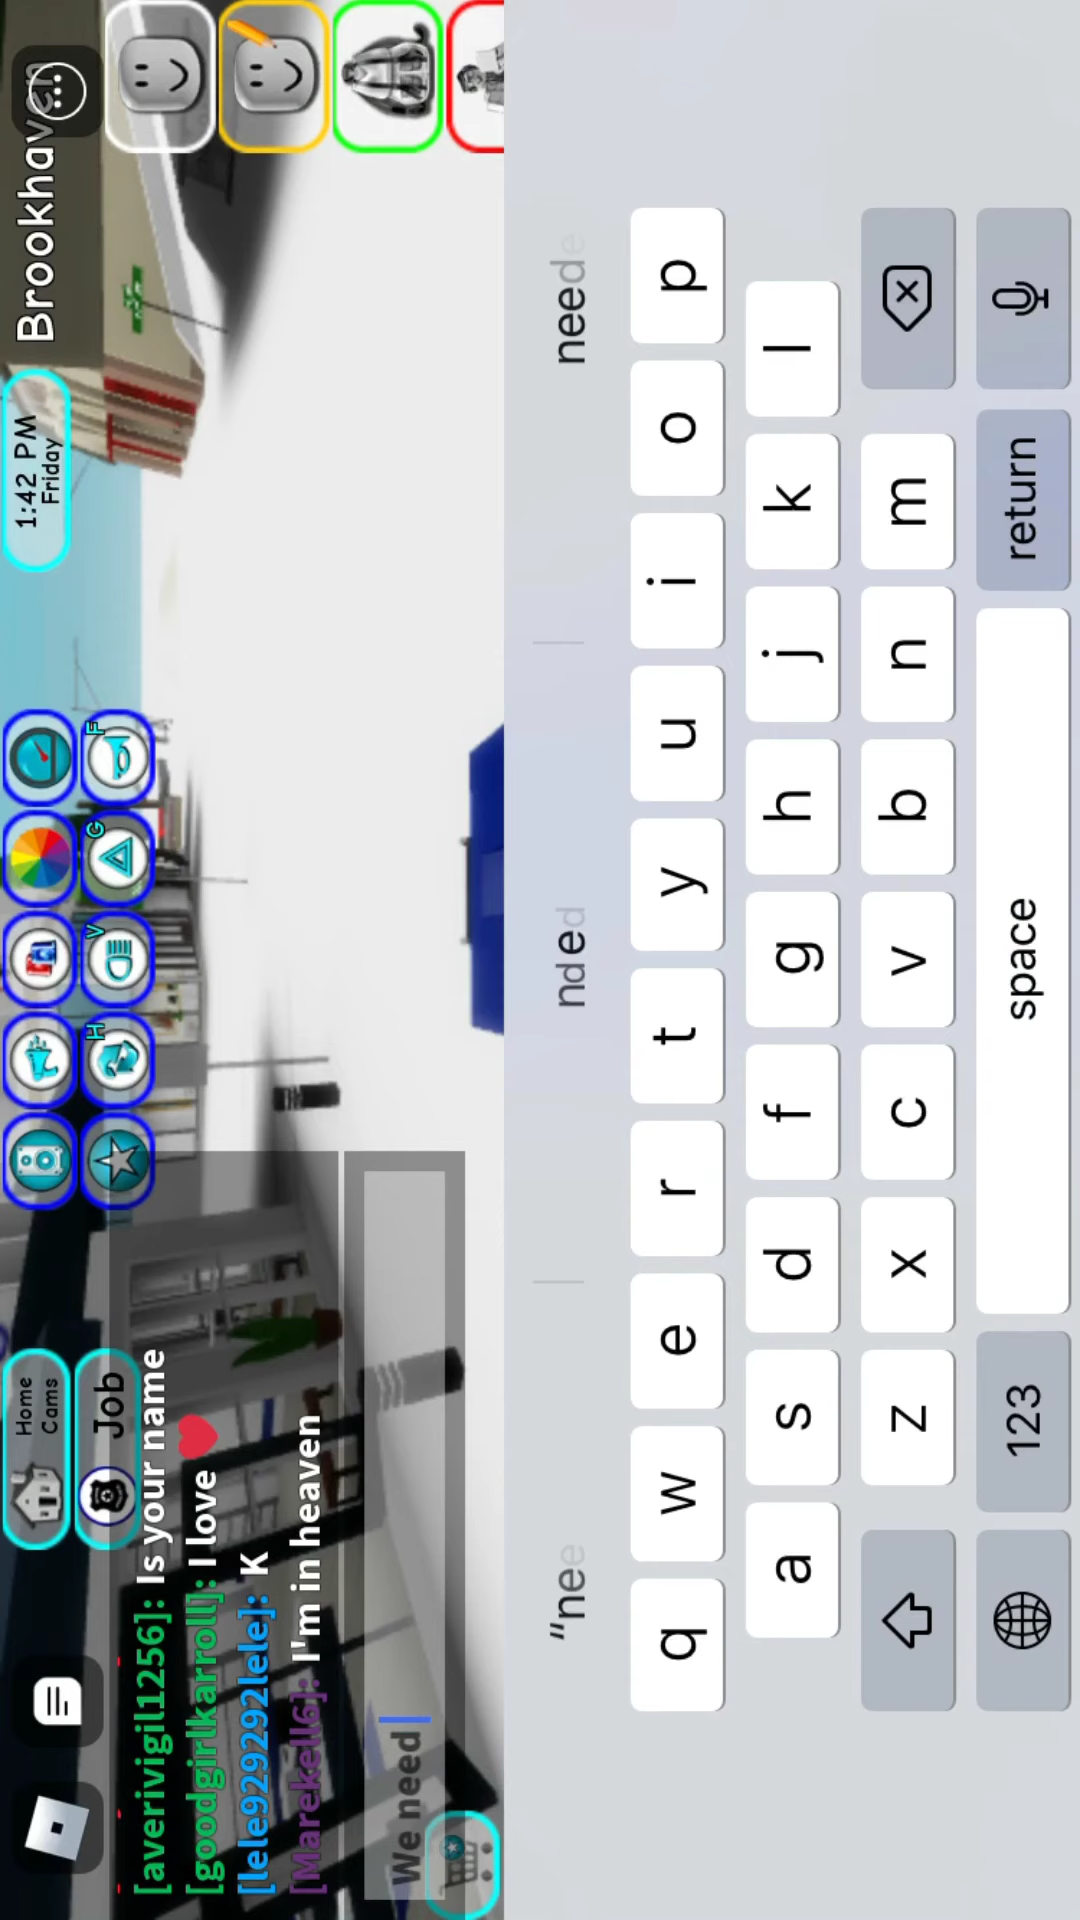 Brookhaven
1:42 PM
Friday
F
G
V
H
Home
Cams
Job
[averivigil1256]: Is your name
[goodgirlkarroll]: I love ❤️
[lele929292lele]: K
[Marekell6]: I'm in heaven
We need
"nee
nded
neede
q w e r t y u i o p
a s d f g h j k l
z x c v b n m
123 space return